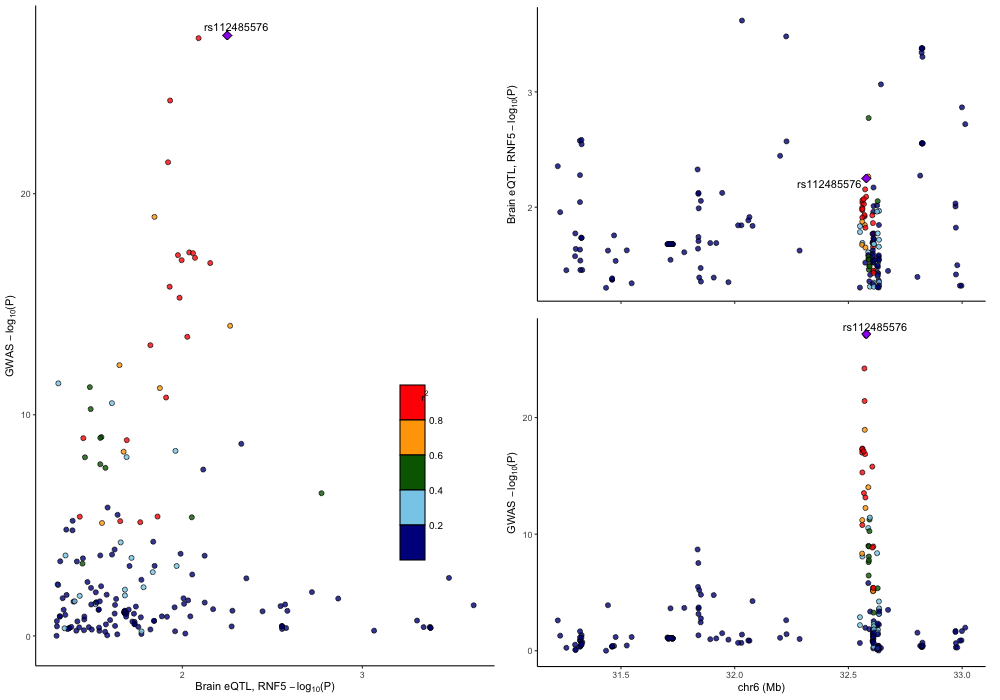 rs112485576
GWAS −log10(P)
20
10
0
2
3
Brain eQTL, RNF5 −log10(P)
r2
0.8
0.6
0.4
0.2
Brain eQTL, RNF5 −log10(P)
3
2
rs112485576
rs112485576
GWAS −log10(P)
20
10
0
31.5
32.0
32.5
33.0
chr6 (Mb)